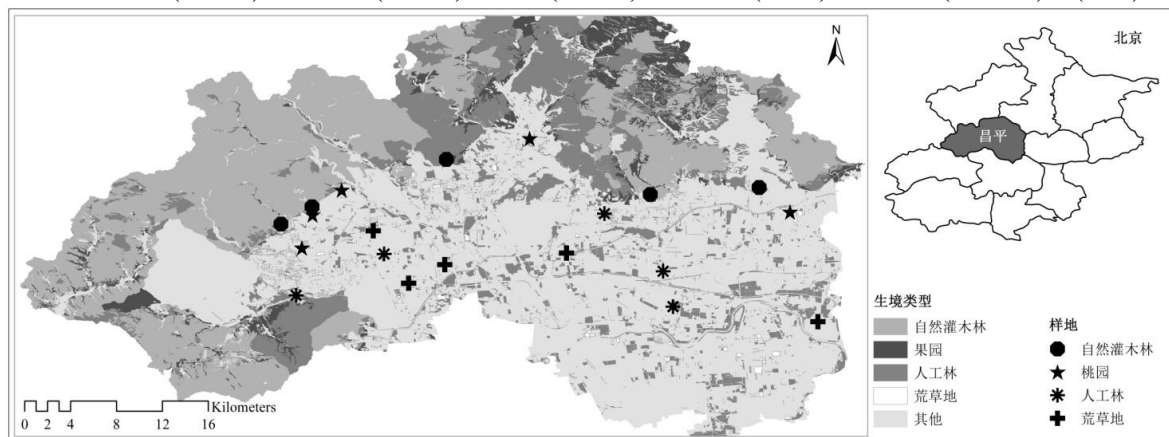 N
北京
昌平
生境类型
自然灌木林
果园
人工林
荒草地
其他
样地
自然灌木林
桃园
人工林
荒草地
Kilometers
0 2 4 8 12 16